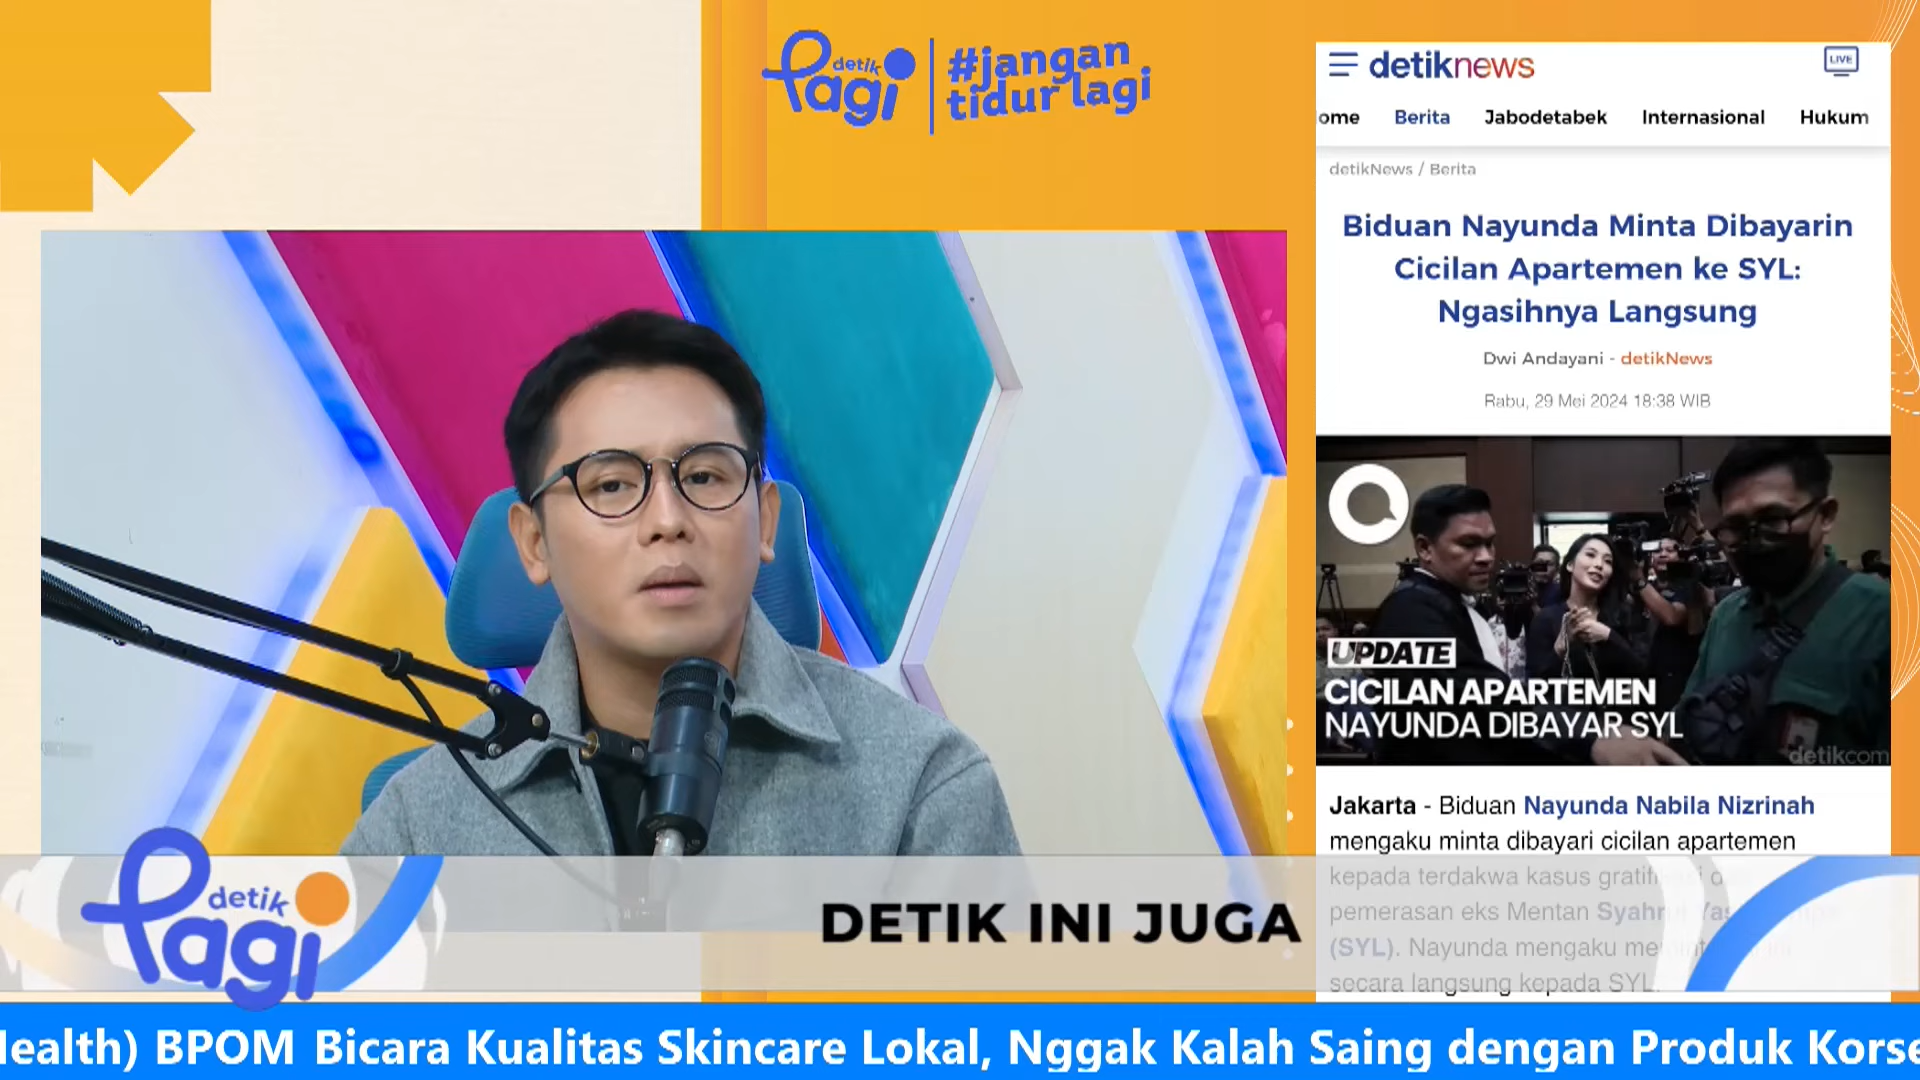 detik
Pagi
#jangan
tidur lagi
detiknews
LIVE
ome Berita Jabodetabek Internasional Hukum
detikNews / Berita
Biduan Nayunda Minta Dibayarin
Cicilan Apartemen ke SYL:
Ngasihnya Langsung
Dwi Andayani - detikNews
Rabu, 29 Mei 2024 18:38 WIB
UPDATE
CICILAN APARTEMEN
NAYUNDA DIBAYAR SYL
detikcom
Jakarta - Biduan Nayunda Nabila Nizrinah
mengaku minta dibayari cicilan apartemen
kepada terdakwa kasus
pemerasan eks Mentan
(SYL). Nayunda mengaku
secara langsung kepada SYL.
detik
Pagi
DETIK INI JUGA
Health) BPOM Bicara Kualitas Skincare Lokal, Nggak Kalah Saing dengan Produk Korse